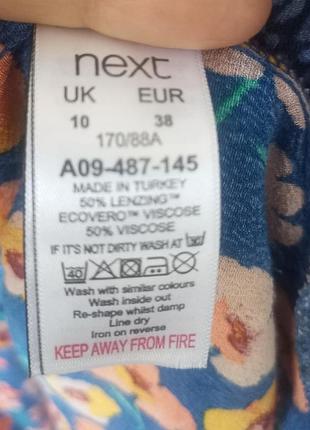 next
UK EUR
10 38
170/88A
A09-487-145
MADE IN TURKEY
50% LENZING™
ECOVERO™ VISCOSE
50% VISCOSE
IF IT'S NOT DIRTY WASH AT 30
40
Wash with similar colours
Wash inside out
Re-shape whilst damp
Line dry
Iron on reverse
KEEP AWAY FROM FIRE